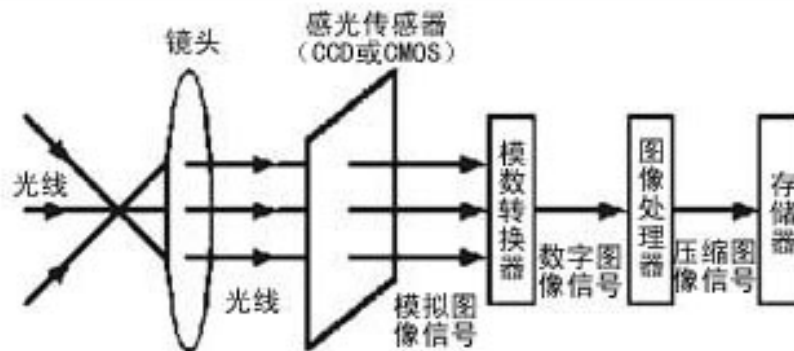 镜头
感光传感器
（CCD或CMOS）
光线
光线
模拟图
像信号
模数转换器
数字图
像信号
图像处理器
压缩图
像信号
存储器